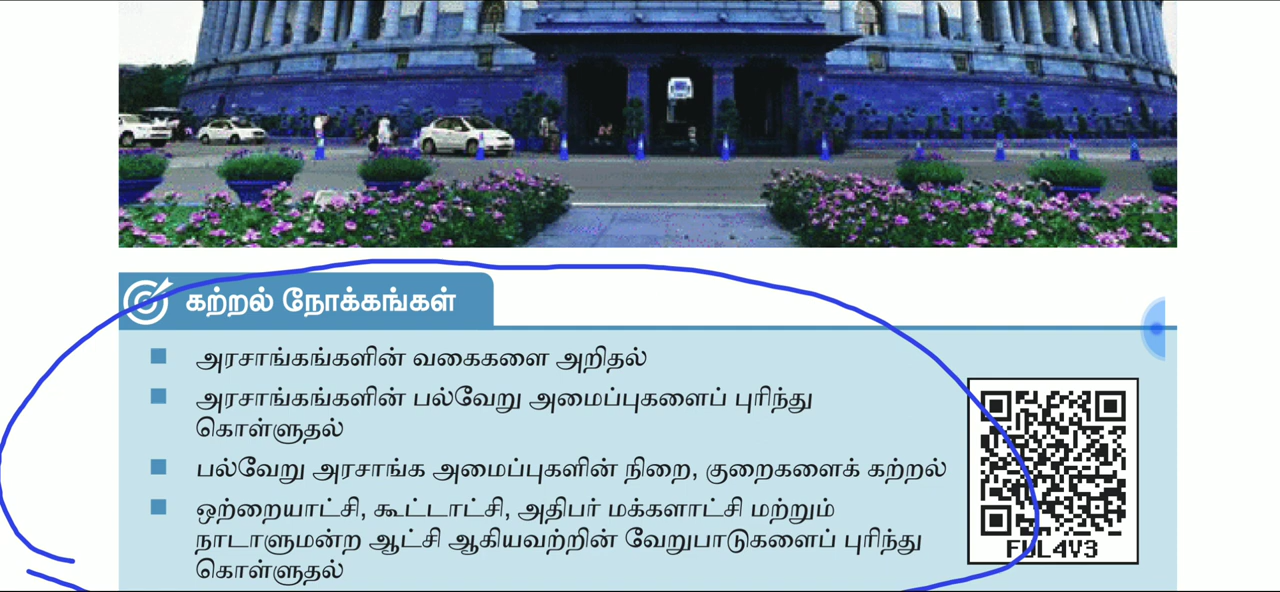 கற்றல் நோக்கங்கள்
அரசாங்கங்களின் வகைகளை அறிதல்
அரசாங்கங்களின் பல்வேறு அமைப்புகளைப் புரிந்து
கொள்ளுதல்
பல்வேறு அரசாங்க அமைப்புகளின் நிறை, குறைகளைக் கற்றல்
ஒற்றையாட்சி, கூட்டாட்சி, அதிபர் மக்களாட்சி மற்றும்
நாடாளுமன்ற ஆட்சி ஆகியவற்றின் வேறுபாடுகளைப் புரிந்து
கொள்ளுதல்
FUL4V3